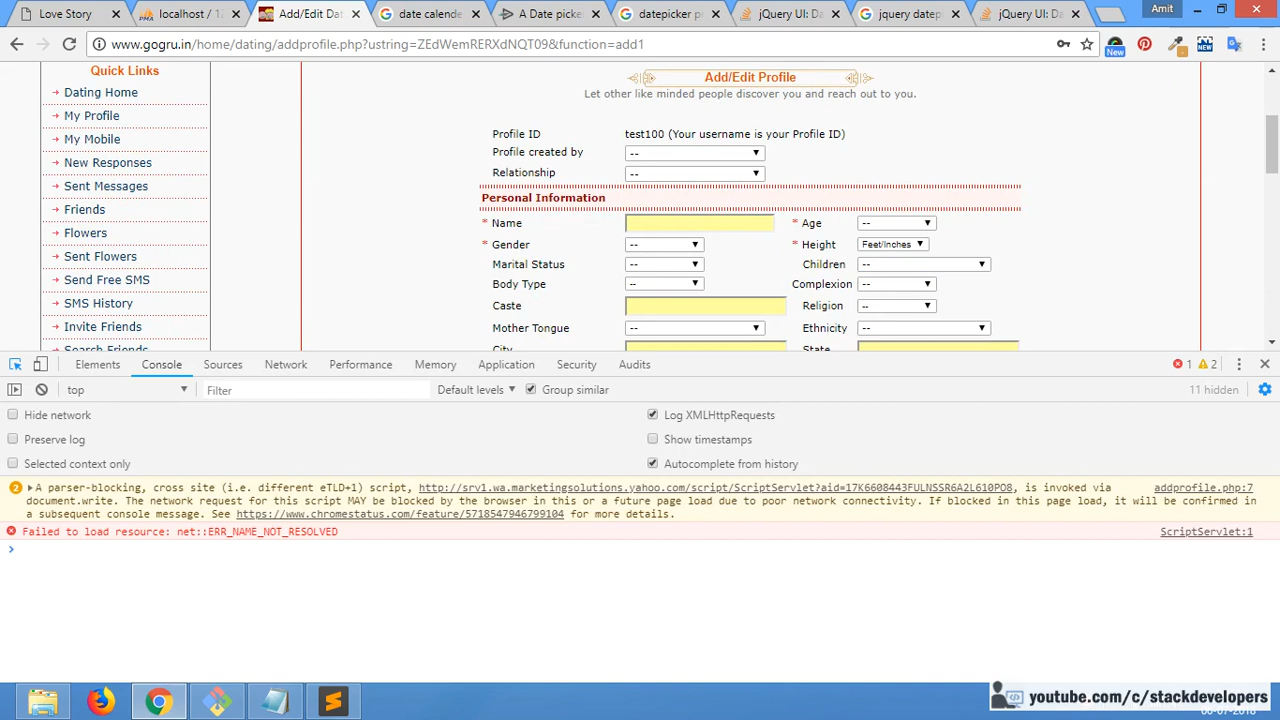 Love Story
localhost / 12
Add/Edit Dat
date calende
A Date picke
datepicker p
jQuery UI: Da
jquery datep
jQuery UI: Da
Amit
www.gogru.in/home/dating/addprofile.php?ustring=ZEdWemRERXdNQT09&function=add1
New
NEW
Quick Links
Dating Home
My Profile
My Mobile
New Responses
Sent Messages
Friends
Flowers
Sent Flowers
Send Free SMS
SMS History
Invite Friends
Search Friends
Add/Edit Profile
Let other like minded people discover you and reach out to you.
Profile ID test100 (Your username is your Profile ID)
Profile created by --
Relationship --
Personal Information
* Name * Age --
* Gender -- * Height Feet/Inches
Marital Status -- Children --
Body Type -- Complexion --
Caste Religion --
Mother Tongue -- Ethnicity --
City State
Elements Console Sources Network Performance Memory Application Security Audits 1 2
top Filter Default levels Group similar 11 hidden
Hide network Log XMLHttpRequests
Preserve log Show timestamps
Selected context only Autocomplete from history
2 A parser-blocking, cross site (i.e. different eTLD+1) script, http://srv1.wa.marketingsolutions.yahoo.com/script/ScriptServlet?aid=17K6608443FULNSSR6A2L610PO8, is invoked via addprofile.php:7
document.write. The network request for this script MAY be blocked by the browser in this or a future page load due to poor network connectivity. If blocked in this page load, it will be confirmed in
a subsequent console message. See https://www.chromestatus.com/feature/5718547946799104 for more details.
Failed to load resource: net::ERR_NAME_NOT_RESOLVED ScriptServlet:1
youtube.com/c/stackdevelopers